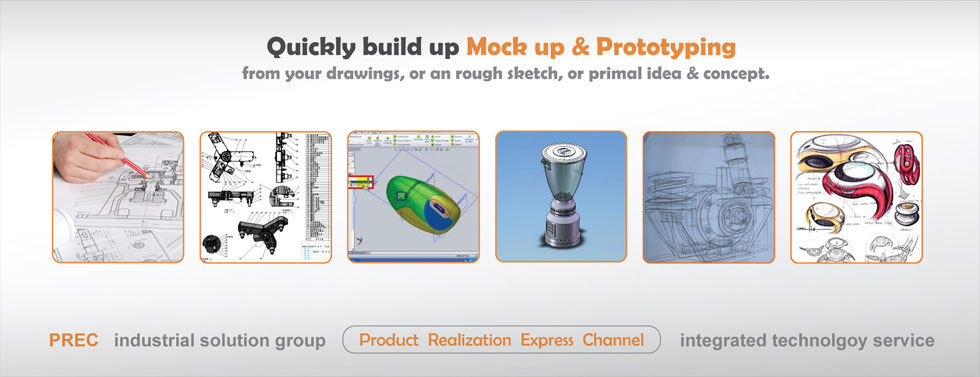 Quickly build up Mock up & Prototyping
from your drawings, or an rough sketch, or primal idea & concept.
PREC industrial solution group Product Realization Express Channel integrated technolgoy service